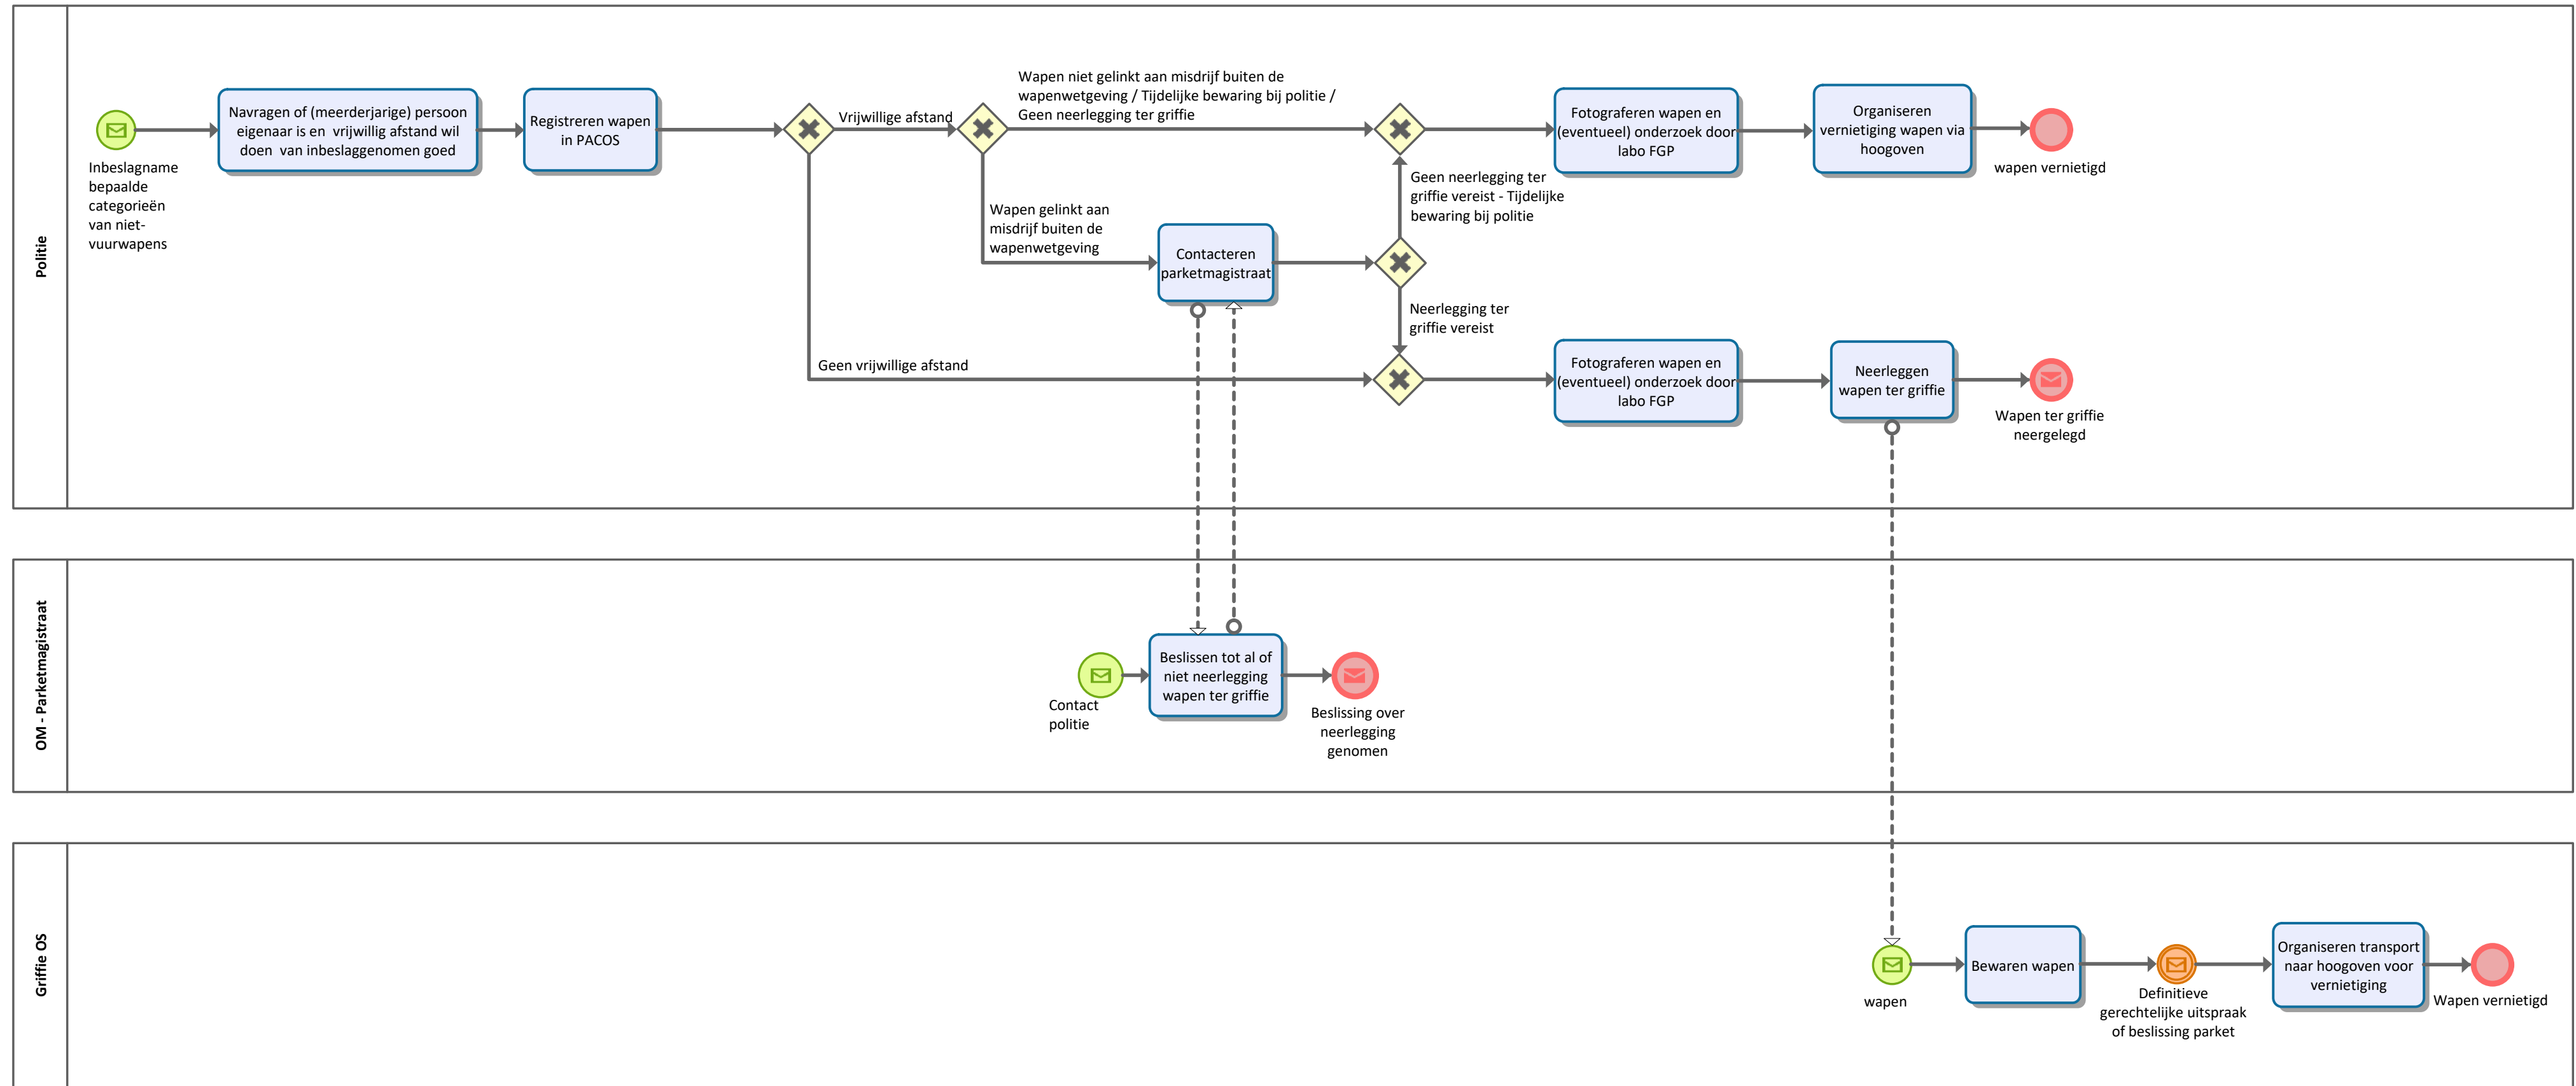 Politie
Inbeslagname
bepaalde
categorieën
van niet-
vuurwapens
Navragen of (meerderjarige) persoon
eigenaar is en vrijwillig afstand wil
doen van inbeslaggenomen goed
Registreren wapen
in PACOS
Vrijwillige afstand
Wapen niet gelinkt aan misdrijf buiten de
wapenwetgeving / Tijdelijke bewaring bij politie /
Geen neerlegging ter griffie
Fotograferen wapen en
(eventueel) onderzoek door
labo FGP
Organiseren
vernietiging wapen via
hoogoven
wapen vernietigd
Wapen gelinkt aan
misdrijf buiten de
wapenwetgeving
Contacteren
parketmagistraat
Geen neerlegging ter
griffie vereist - Tijdelijke
bewaring bij politie
Neerlegging ter
griffie vereist
Geen vrijwillige afstand
Fotograferen wapen en
(eventueel) onderzoek door
labo FGP
Neerleggen
wapen ter griffie
Wapen ter griffie
neergelegd
OM - Parketmagistraat
Contact
politie
Beslissen tot al of
niet neerlegging
wapen ter griffie
Beslissing over
neerlegging
genomen
Griffie OS
wapen
Bewaren wapen
Definitieve
gerechtelijke uitspraak
of beslissing parket
Organiseren transport
naar hoogoven voor
vernietiging
Wapen vernietigd